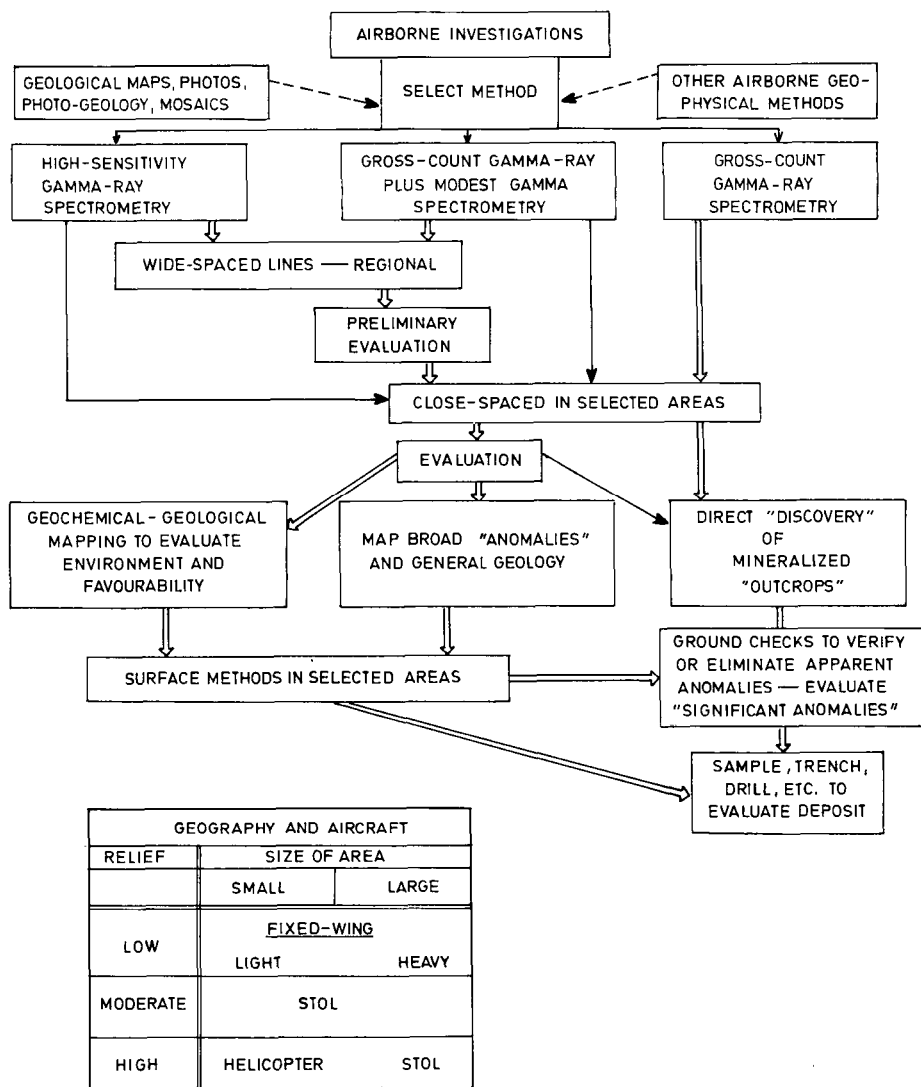 AIRBORNE INVESTIGATIONS
GEOLOGICAL MAPS, PHOTOS,
PHOTO-GEOLOGY, MOSAICS
SELECT METHOD
OTHER AIRBORNE GEO-
PHYSICAL METHODS
HIGH-SENSITIVITY
GAMMA-RAY
SPECTROMETRY
GROSS-COUNT GAMMA-RAY
PLUS MODEST GAMMA
SPECTROMETRY
GROSS-COUNT
GAMMA-RAY
SPECTROMETRY
WIDE-SPACED LINES — REGIONAL
PRELIMINARY
EVALUATION
CLOSE-SPACED IN SELECTED AREAS
EVALUATION
GEOCHEMICAL-GEOLOGICAL
MAPPING TO EVALUATE
ENVIRONMENT AND
FAVOURABILITY
MAP BROAD "ANOMALIES"
AND GENERAL GEOLOGY
DIRECT "DISCOVERY"
OF
MINERALIZED
"OUTCROPS"
SURFACE METHODS IN SELECTED AREAS
GROUND CHECKS TO VERIFY
OR ELIMINATE APPARENT
ANOMALIES — EVALUATE
"SIGNIFICANT ANOMALIES"
SAMPLE, TRENCH,
DRILL, ETC. TO
EVALUATE DEPOSIT
GEOGRAPHY AND AIRCRAFT
RELIEF SIZE OF AREA
SMALL LARGE
LOW FIXED-WING
LIGHT HEAVY
MODERATE STOL
HIGH HELICOPTER STOL